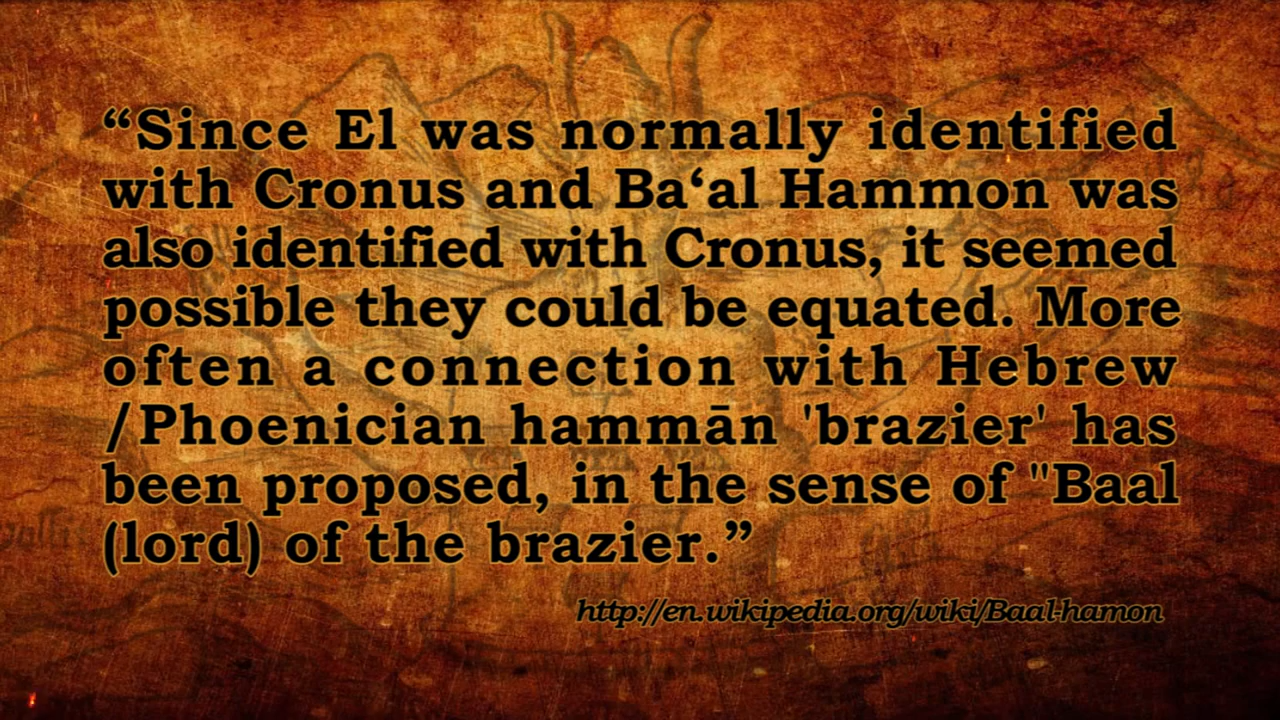 “Since El was normally identified
with Cronus and Ba‘al Hammon was
also identified with Cronus, it seemed
possible they could be equated. More
often a connection with Hebrew
/Phoenician hammān 'brazier' has
been proposed, in the sense of "Baal
(lord) of the brazier.”
http://en.wikipedia.org/wiki/Baal-hamon